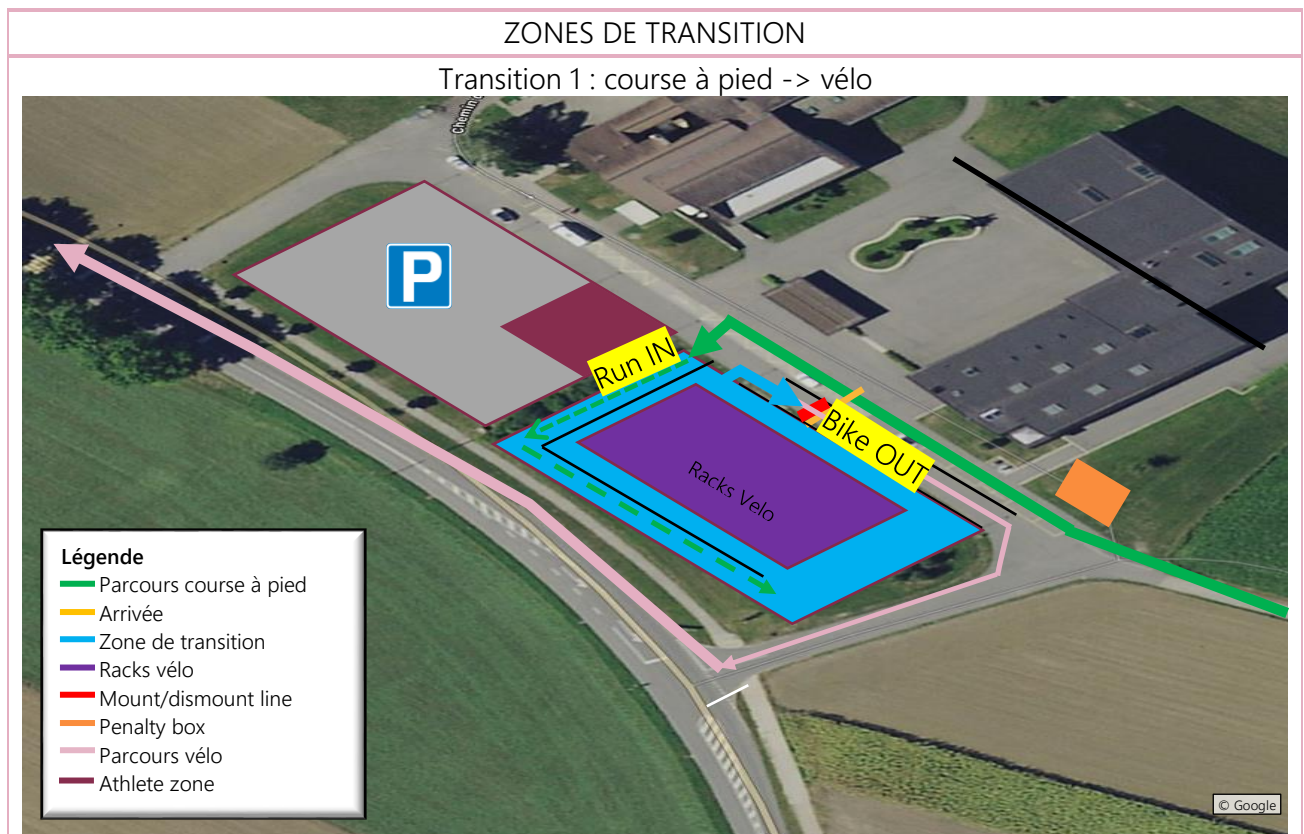 ZONES DE TRANSITION
Transition 1 : course à pied -> vélo
P
Run IN
Bike OUT
Racks Velo
Légende
Parcours course à pied
Arrivée
Zone de transition
Racks vélo
Mount/dismount line
Penalty box
Parcours vélo
Athlete zone
© Google